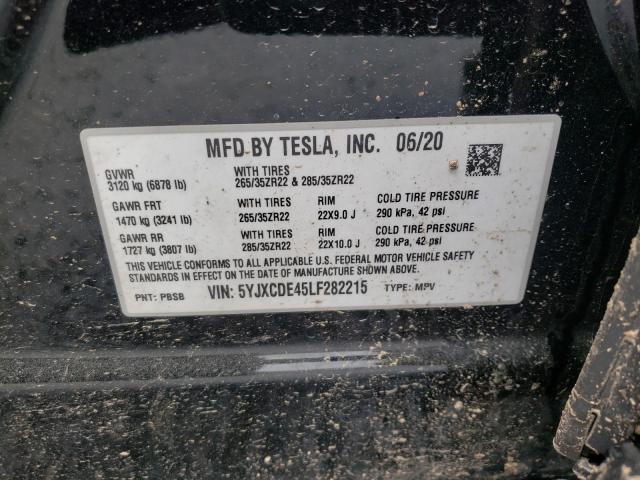 MFD BY TESLA, INC. 06/20
GVWR
3120 kg (6878 lb)
WITH TIRES
265/35ZR22 & 285/35ZR22
GAWR FRT
1470 kg (3241 lb)
WITH TIRES
265/35ZR22
RIM
22X9.0 J
COLD TIRE PRESSURE
290 kPa, 42 psi
GAWR RR
1727 kg (3807 lb)
WITH TIRES
285/35ZR22
RIM
22X10.0 J
COLD TIRE PRESSURE
290 kPa, 42 psi
THIS VEHICLE CONFORMS TO ALL APPLICABLE U.S. FEDERAL MOTOR VEHICLE SAFETY
STANDARDS IN EFFECT ON THE DATE OF MANUFACTURE SHOWN ABOVE.
PNT: PBSB
VIN: 5YJXCDE45LF282215
TYPE: MPV